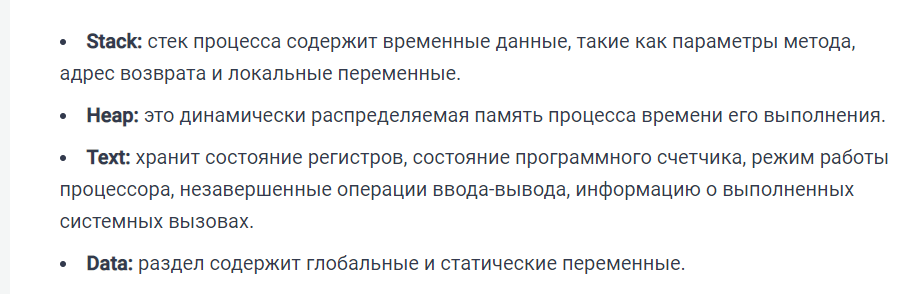 • Stack: стек процесса содержит временные данные, такие как параметры метода,
адрес возврата и локальные переменные.
• Heap: это динамически распределяемая память процесса времени его выполнения.
• Text: хранит состояние регистров, состояние программного счетчика, режим работы
процессора, незавершенные операции ввода-вывода, информацию о выполненных
системных вызовах.
• Data: раздел содержит глобальные и статические переменные.